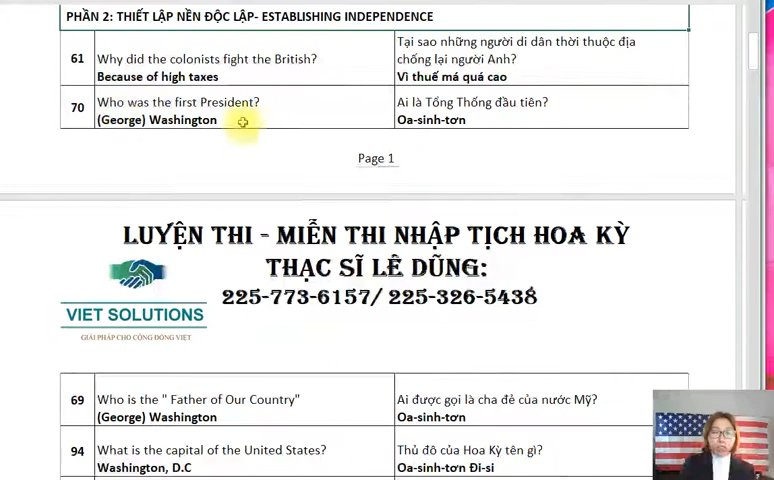 PHẦN 2: THIẾT LẬP NỀN ĐỘC LẬP- ESTABLISHING INDEPENDENCE
61
Why did the colonists fight the British?
Because of high taxes
Tại sao những người di dân thời thuộc địa
chống lại người Anh?
Vì thuế má quá cao
70
Who was the first President?
(George) Washington
Ai là Tổng Thống đầu tiên?
Oa-sinh-tơn
Page 1
LUYỆN THI - MIỄN THI NHẬP TỊCH HOA KỲ
THẠC SĨ LÊ DŨNG:
225-773-6157/ 225-326-5438
VIET SOLUTIONS
GIẢI PHÁP CHO CỘNG ĐỒNG VIỆT
69
Who is the " Father of Our Country"
(George) Washington
Ai được gọi là cha đẻ của nước Mỹ?
Oa-sinh-tơn
94
What is the capital of the United States?
Washington, D.C
Thủ đô của Hoa Kỳ tên gì?
Oa-sinh-tơn Đi-si